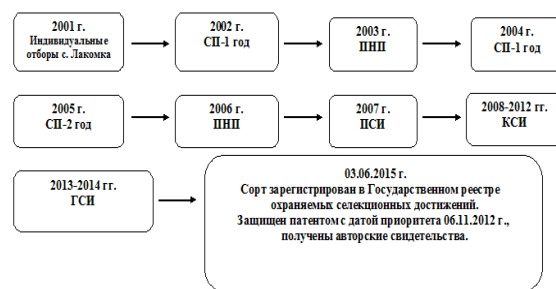 2001 г.
Индивидуальные
отборы с. Лакомка
2002 г.
СП-1 год
2003 г.
ПНП
2004 г.
СП-1 год
2005 г.
СП-2 год
2006 г.
ПНП
2007 г.
ПСИ
2008-2012 гг.
КСИ
2013-2014 гг.
ГСИ
03.06.2015 г.
Сорт зарегистрирован в Государственном реестре
охраняемых селекционных достижений.
Защищен патентом с датой приоритета 06.11.2012 г.,
получены авторские свидетельства.